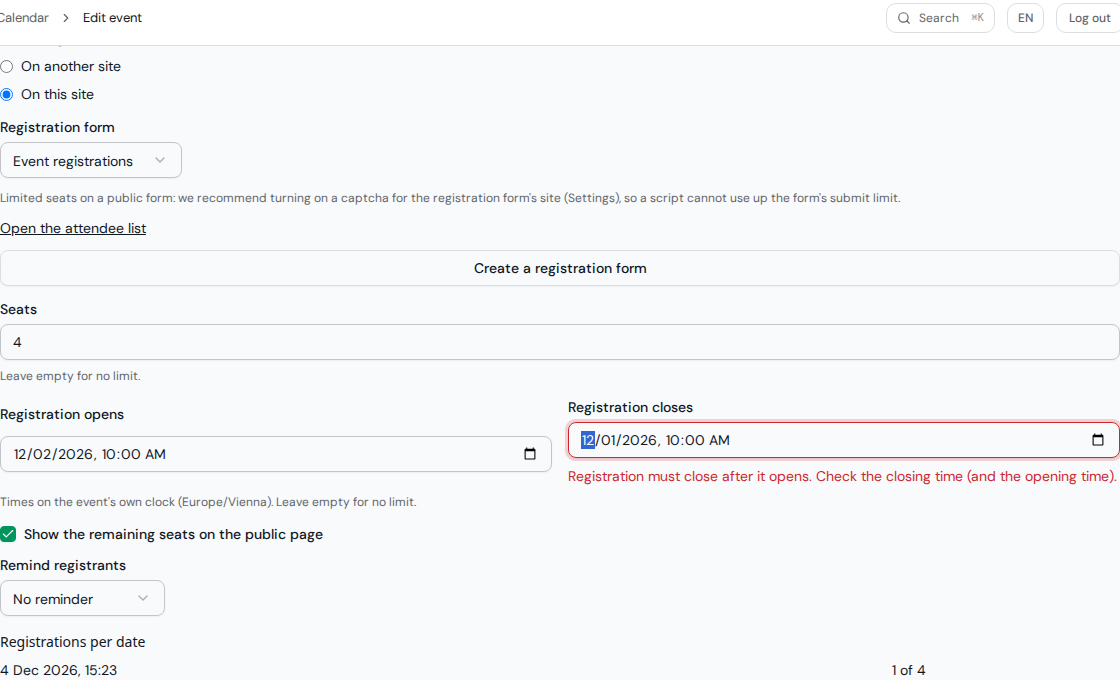 Calendar > Edit event
Search ⌘K
EN
Log out
On another site
On this site
Registration form
Event registrations
Limited seats on a public form: we recommend turning on a captcha for the registration form's site (Settings), so a script cannot use up the form's submit limit.
Open the attendee list
Create a registration form
Seats
4
Leave empty for no limit.
Registration opens
12/02/2026, 10:00 AM
Registration closes
12/01/2026, 10:00 AM
Registration must close after it opens. Check the closing time (and the opening time).
Times on the event's own clock (Europe/Vienna). Leave empty for no limit.
Show the remaining seats on the public page
Remind registrants
No reminder
Registrations per date
4 Dec 2026, 15:23
1 of 4